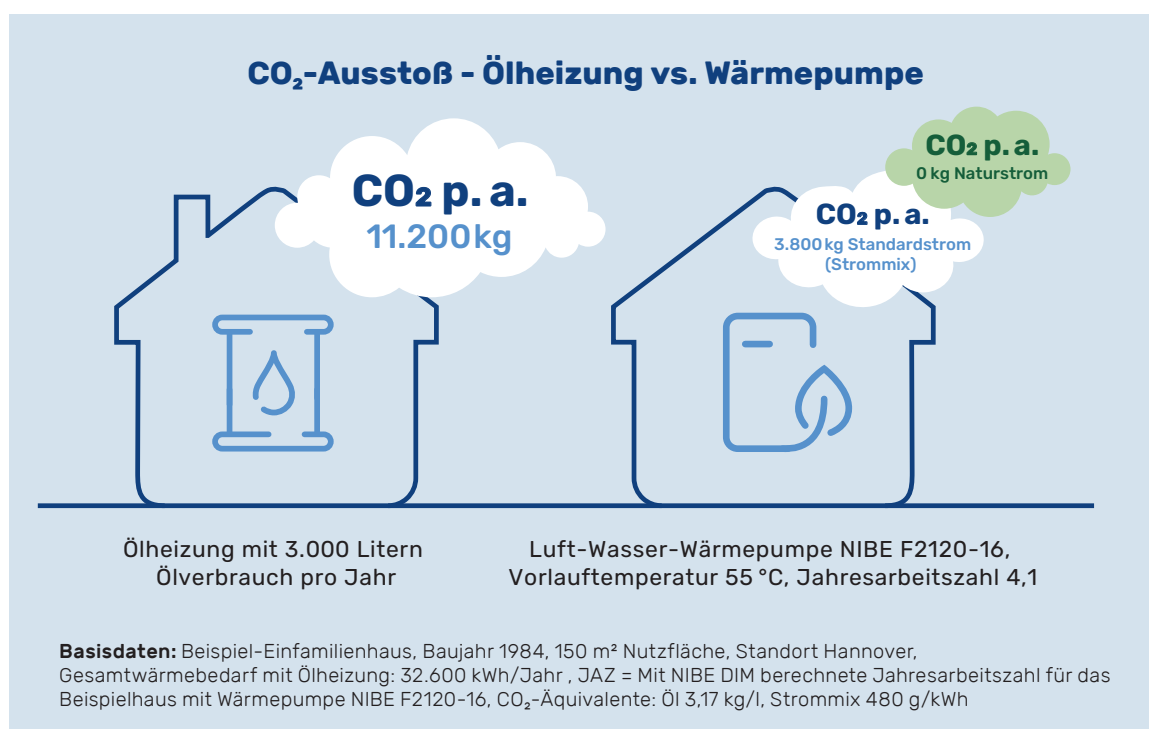 CO₂-Ausstoß - Ölheizung vs. Wärmepumpe
CO₂ p. a.
11.200 kg
CO₂ p. a.
0 kg Naturstrom
CO₂ p. a.
3.800 kg Standardstrom
(Strommix)
Ölheizung mit 3.000 Litern
Ölverbrauch pro Jahr
Luft-Wasser-Wärmepumpe NIBE F2120-16,
Vorlauftemperatur 55 °C, Jahresarbeitszahl 4,1
Basisdaten: Beispiel-Einfamilienhaus, Baujahr 1984, 150 m² Nutzfläche, Standort Hannover,
Gesamtwärmebedarf mit Ölheizung: 32.600 kWh/Jahr , JAZ = Mit NIBE DIM berechnete Jahresarbeitszahl für das
Beispielhaus mit Wärmepumpe NIBE F2120-16, CO₂-Äquivalente: Öl 3,17 kg/l, Strommix 480 g/kWh